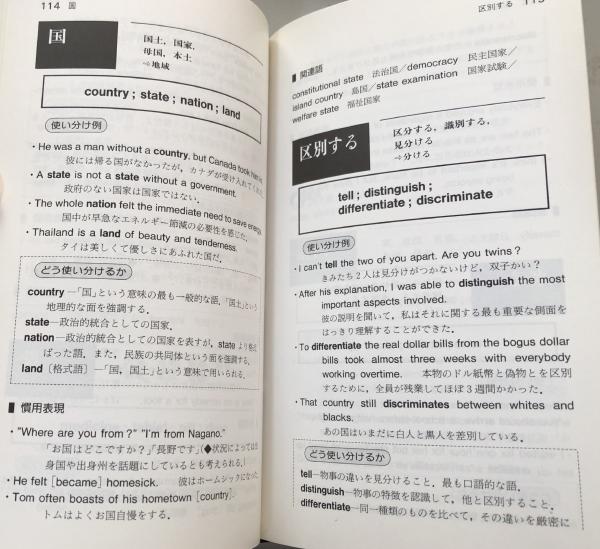 114 国
国
国土，国家，
母国，本土
⇨地域
country ; state ; nation ; land
使い分け例
・He was a man without a country, but Canada took him in.
彼には帰る国がなかったが，カナダが受け入れてくれた
・A state is not a state without a government.
政府のない国家は国家ではない．
・The whole nation felt the immediate need to save energy.
国中が早急なエネルギー節減の必要性を感じた．
・Thailand is a land of beauty and tenderness.
タイは美しくて優しさにあふれた国だ．
どう使い分けるか
country―「国」という意味の最も一般的な語．「国土」という
地理的な面を強調する．
state―政治的統合としての国家．
nation―政治的統合としての国家を表すが，state より
ばった語．また，民族の共同体という面を強調する．
land［格式語］―「国，国土」という意味で用いられる．
■ 慣用表現
・"Where are you from?" "I'm from Nagano."
「お国はどこですか？」「長野です」（◆状況によっては出
身国や出身州を話題にしているとも考えられる．）
・He felt [became] homesick. 彼はホームシックになった
・Tom often boasts of his hometown [country].
トムはよくお国自慢をする．
区別する
■ 関連語
constitutional state 法治国／democracy 民主国家／
island country 島国／state examination 国家試験／
welfare state 福祉国家
区別する
区分する，識別する，
見分ける
⇨分ける
tell ; distinguish ;
differentiate ; discriminate
使い分け例
・I can't tell the two of you apart. Are you twins?
きみたち2人は見分けがつかないけど，双子かい？
・After his explanation, I was able to distinguish the most
important aspects involved.
彼の説明を聞いて，私はそれに関する最も重要な側面を
はっきり理解することができた．
・To differentiate the real dollar bills from the bogus dollar
bills took almost three weeks with everybody
working overtime. 本物のドル紙幣と偽物とを区別
するために，全員が残業してほぼ3週間かかった．
・That country still discriminates between whites and
blacks.
あの国はいまだに白人と黒人を差別している．
どう使い分けるか
tell―物事の違いを見分けること．最も口語的な語．
distinguish―物事の特徴を認識して，他と区別すること．
differentiate―同一種類のものを比べて，その違いを厳密に